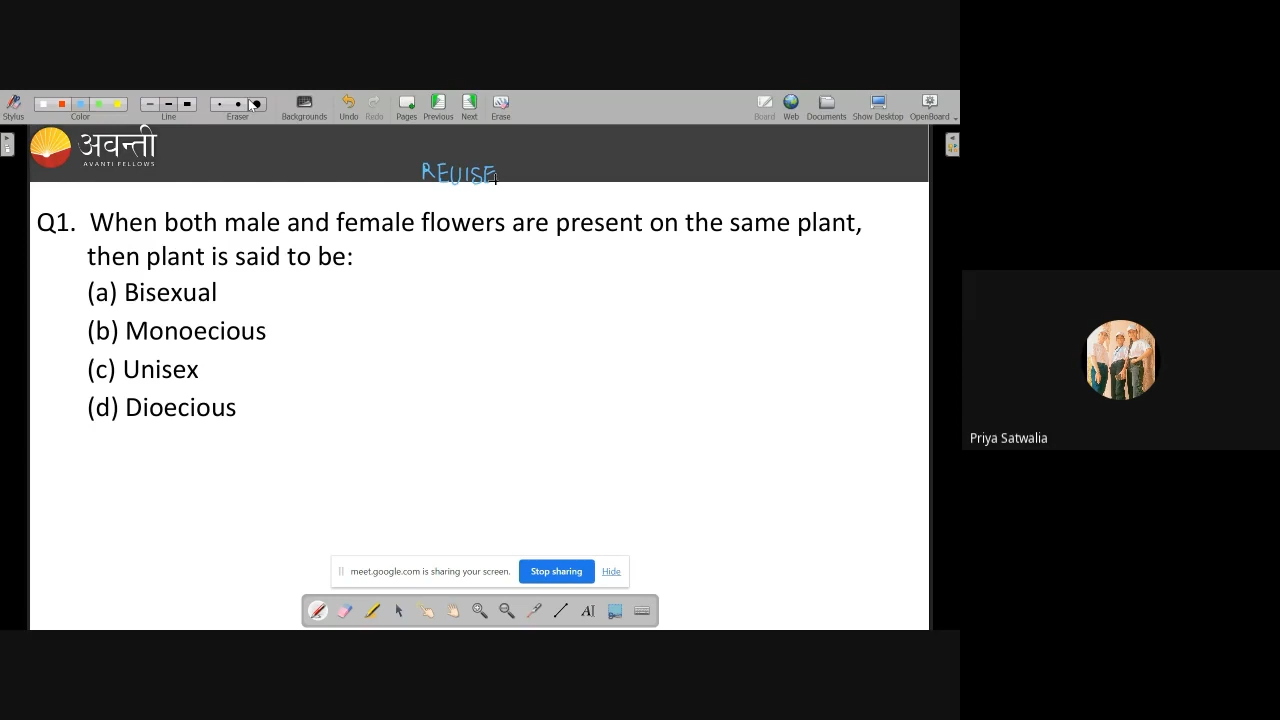 Stylus
Color
Line
Eraser
Backgrounds
Undo
Redo
Pages
Previous
Next
Erase
Board
Web
Documents
Show Desktop
OpenBoard
अवन्ती
AVANTI FELLOWS
REVISE
Q1. When both male and female flowers are present on the same plant,
then plant is said to be:
(a) Bisexual
(b) Monoecious
(c) Unisex
(d) Dioecious
Priya Satwalia
meet.google.com is sharing your screen.
Stop sharing
Hide
AI